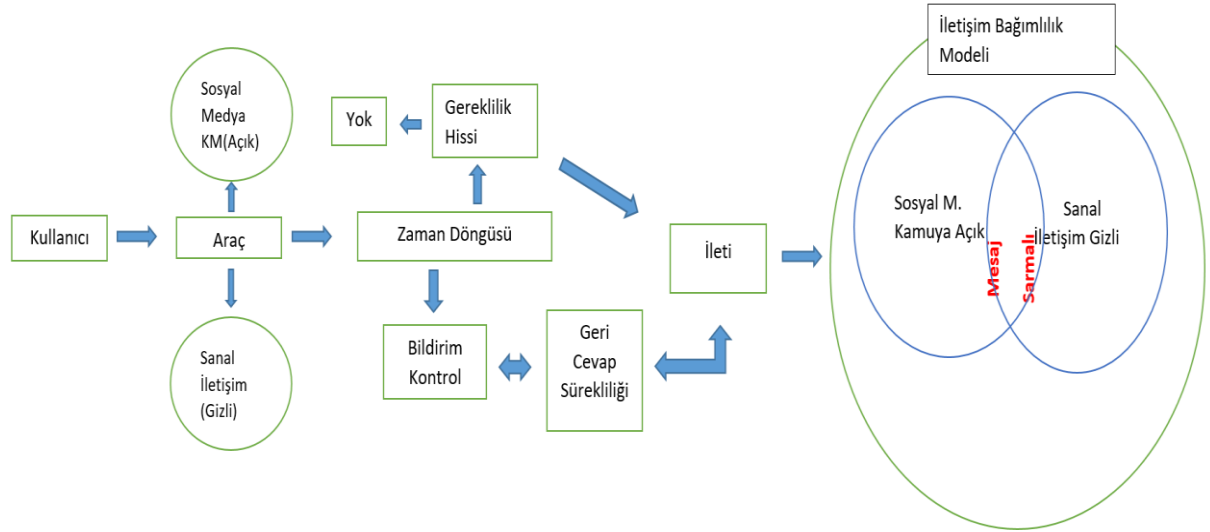 Kullanıcı
Sosyal
Medya
KM(Açık)
Araç
Sanal
İletişim
(Gizli)
Yok
Gereklilik
Hissi
Zaman Döngüsü
Bildirim
Kontrol
Geri
Cevap
Sürekliliği
İleti
İletişim Bağımlılık
Modeli
Sosyal M.
Kamuya Açık
Sanal
İletişim Gizli
Mesaj
Sarmalı